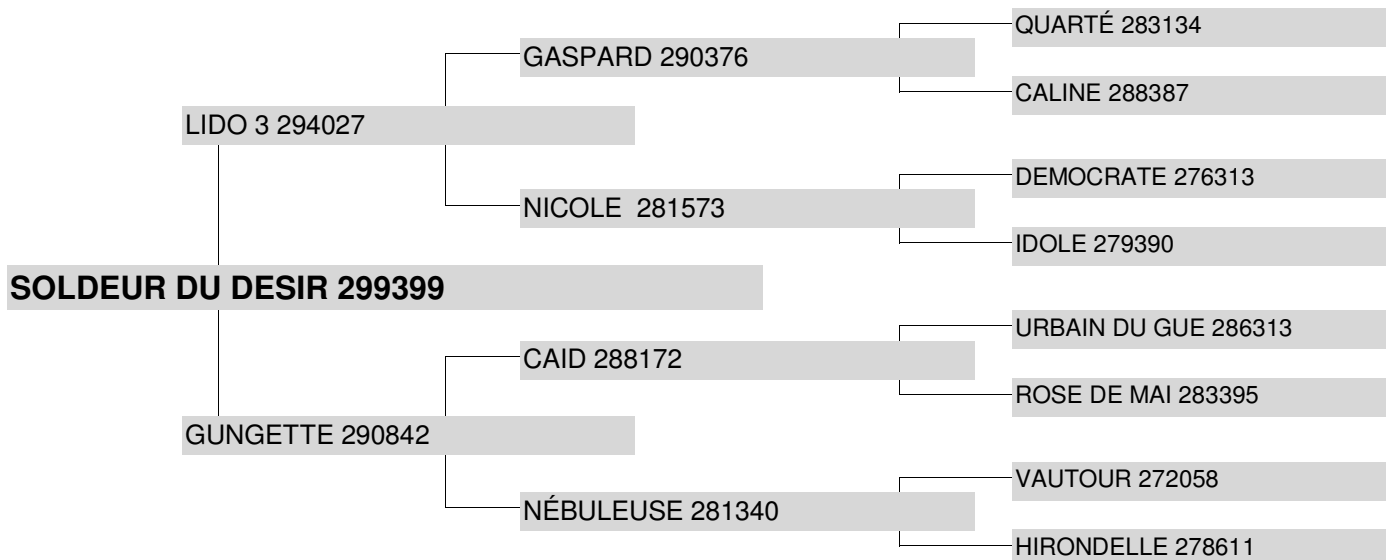 QUARTÉ 283134
GASPARD 290376
CALINE 288387
LIDO 3 294027
DEMOCRATE 276313
NICOLE  281573
IDOLE 279390
SOLDEUR DU DESIR 299399
URBAIN DU GUE 286313
CAID 288172
ROSE DE MAI 283395
GUNGETTE 290842
VAUTOUR 272058
NÉBULEUSE 281340
HIRONDELLE 278611